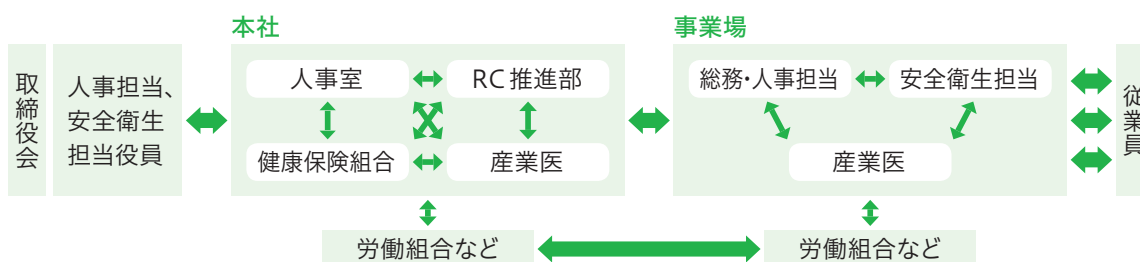 本社
事業場
取締役会
人事担当、
安全衛生
担当役員
人事室
RC推進部
健康保険組合
産業医
総務・人事担当
安全衛生担当
産業医
従業員
労働組合など
労働組合など